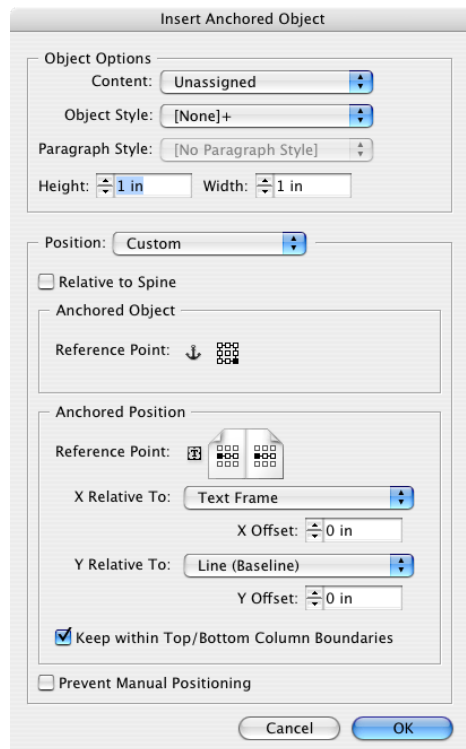 Insert Anchored Object
Object Options
Content: Unassigned
Object Style: [None]+
Paragraph Style: [No Paragraph Style]
Height: 1 in Width: 1 in
Position: Custom
Relative to Spine
Anchored Object
Reference Point:
Anchored Position
Reference Point: T
X Relative To: Text Frame
X Offset: 0 in
Y Relative To: Line (Baseline)
Y Offset: 0 in
Keep within Top/Bottom Column Boundaries
Prevent Manual Positioning
Cancel OK